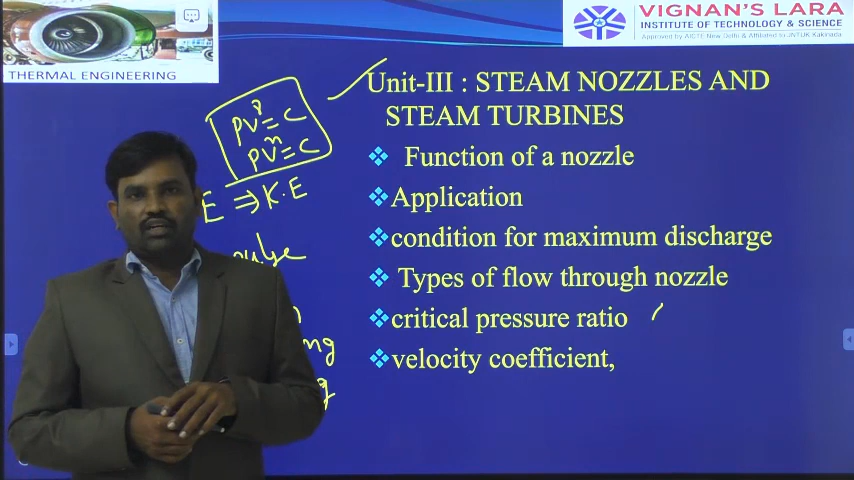 VIGNAN'S LARA
INSTITUTE OF TECHNOLOGY & SCIENCE
Approved by AICTE New Delhi & Affiliated to JNTUK Kakinada
THERMAL ENGINEERING
Unit-III : STEAM NOZZLES AND
STEAM TURBINES
Function of a nozzle
Application
condition for maximum discharge
Types of flow through nozzle
critical pressure ratio
velocity coefficient,
PVⁿ=C
E ⇒ K.E